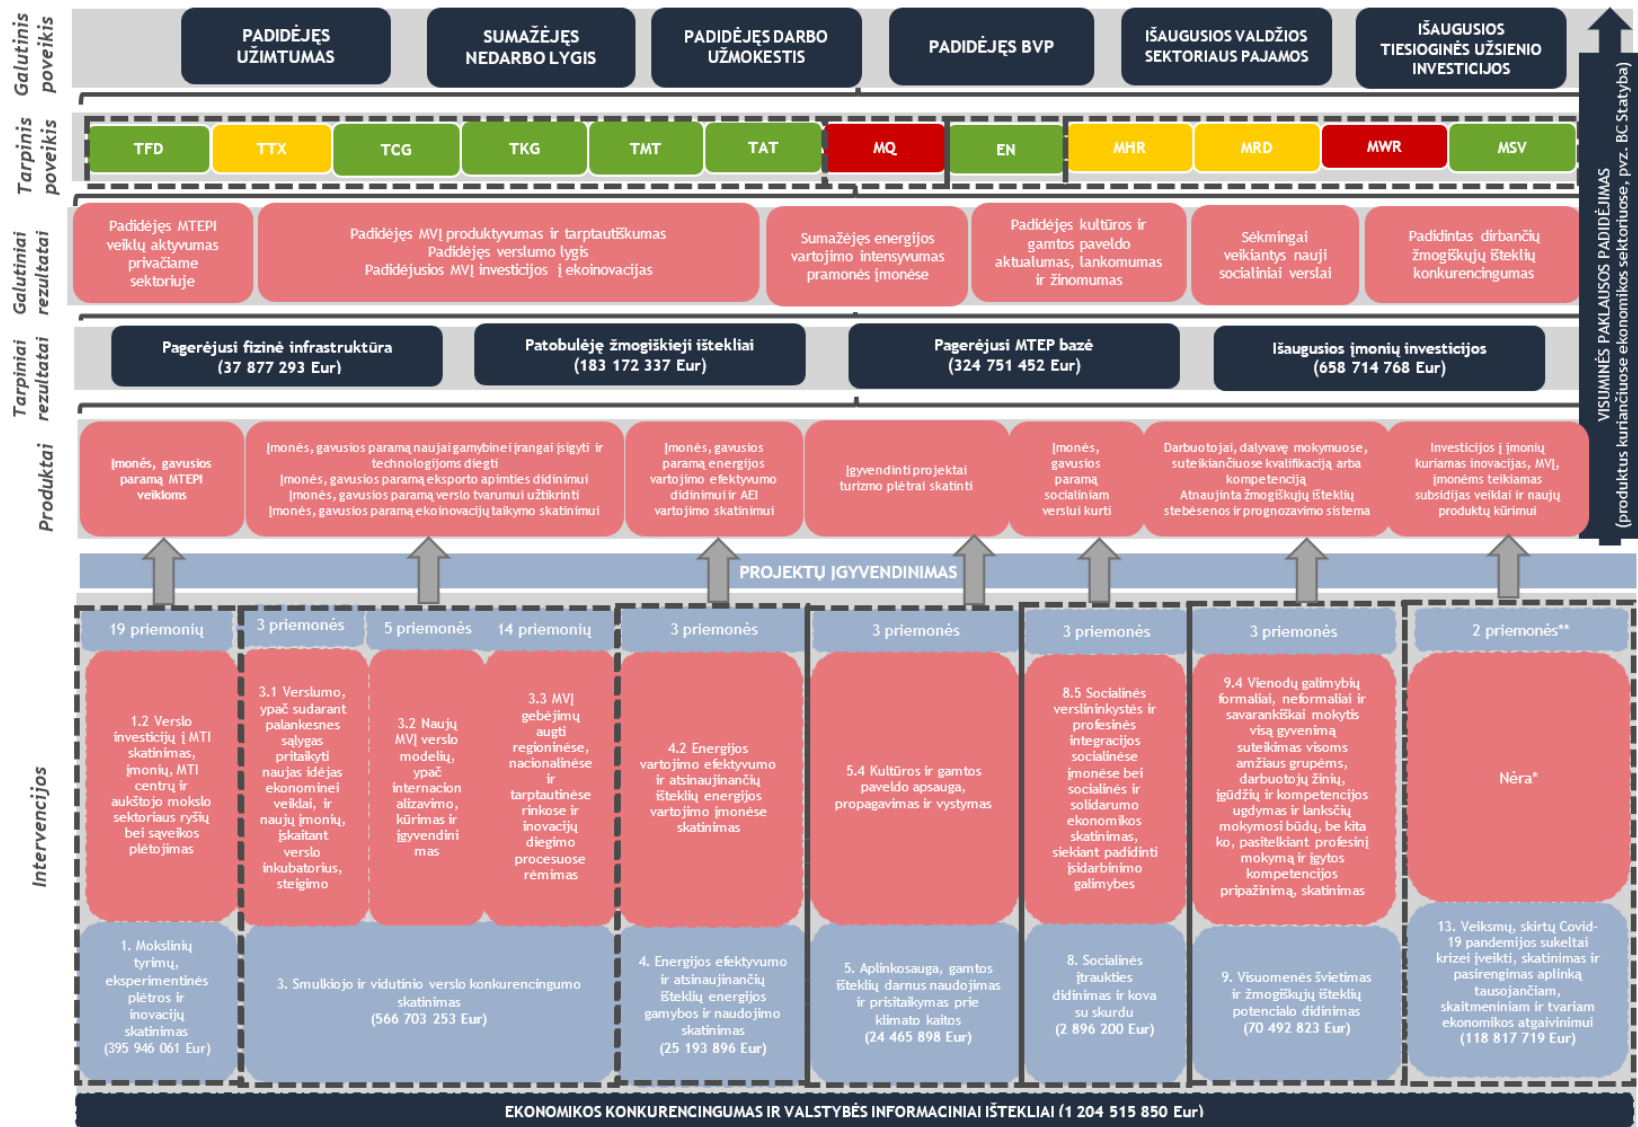 Galutinis
poveikis
PADIDĖJĘS
UŽIMTUMAS
SUMAŽĖJĘS
NEDARBO LYGIS
PADIDĖJĘS DARBO
UŽMOKESTIS
PADIDĖJĘS BVP
IŠAUGUSIOS VALDŽIOS
SEKTORIAUS PAJAMOS
IŠAUGUSIOS
TIESIOGINĖS UŽSIENIO
INVESTICIJOS
Tarpinis
poveikis
TFD
TTX
TCG
TKG
TMT
TAT
MQ
EN
MHR
MRD
MWR
MSV
Galutiniai
rezultatai
Padidėjęs MTEPI
veiklų aktyvumas
privačiame
sektoriuje
Padidėjęs MVĮ produktyvumas ir tarptautiškumas
Padidėjęs verslumo lygis
Padidėjusios MVĮ investicijos į ekoinovacijas
Sumažėjęs energijos
vartojimo intensyvumas
pramonės įmonėse
Padidėjęs kultūros ir
gamtos paveldo
aktualumas, lankomumas
ir žinomumas
Sėkmingai
veikiantys nauji
socialiniai verslai
Padidintas dirbančių
žmogiškųjų išteklių
konkurencingumas
Tarpiniai
rezultatai
Pagerėjusi fizinė infrastruktūra
(37 877 293 Eur)
Patobulėję žmogiškieji ištekliai
(183 172 337 Eur)
Pagerėjusi MTEP bazė
(324 751 452 Eur)
Išaugusios įmonių investicijos
(658 714 768 Eur)
VISUMINĖS PAKLAUSOS PADIDĖJIMAS
(produktus kuriančiuose ekonomikos sektoriuose, pvz. BC Statyba)
Produktai
Įmonės, gavusios
paramą MTEPI
veikloms
Įmonės, gavusios paramą naujai gamybinei įrangai įsigyti ir
technologijoms diegti
Įmonės, gavusios paramą eksporto apimties didinimui
Įmonės, gavusios paramą verslo tvarumui užtikrinti
Įmonės, gavusios paramą ekoinovacijų taikymo skatinimui
Įmonės, gavusios
paramą energijos
vartojimo efektyvumo
didinimui ir AEI
vartojimo skatinimui
Įgyvendinti projektai
turizmo plėtrai skatinti
Įmonės,
gavusios
paramą
socialiniam
verslui kurti
Darbuotojai, dalyvavę mokymuose,
suteikiančiuose kvalifikaciją arba
kompetenciją
Atnaujinta žmogiškųjų išteklių
stebėsenos ir prognozavimo sistema
Investicijos į įmonių
kuriamas inovacijas, MVĮ,
įmonėms teikiamas
subsidijas veiklai ir naujų
produktų kūrimui
PROJEKTŲ ĮGYVENDINIMAS
Intervencijos
19 priemonių
3 priemonės
5 priemonės
14 priemonių
3 priemonės
3 priemonės
3 priemonės
3 priemonės
2 priemonės**
1.2 Verslo
investicijų į MTI
skatinimas,
įmonių, MTI
centrų ir
aukštojo mokslo
sektoriaus ryšių
bei sąveikos
plėtojimas
3.1 Verslumo,
ypač sudarant
palankesnes
sąlygas
pritaikyti
naujas idėjas
ekonominei
veiklai, ir
naujų įmonių,
įskaitant
verslo
inkubatorius,
steigimo
3.2 Naujų
MVĮ verslo
modelių,
ypač
internacion
alizavimo,
kūrimas ir
įgyvendini
mas
3.3 MVĮ
gebėjimų
augti
regioninėse,
nacionalinėse
ir
tarptautinėse
rinkose ir
inovacijų
diegimo
procesuose
rėmimas
4.2 Energijos
vartojimo efektyvumo
ir atsinaujinančių
išteklių energijos
vartojimo įmonėse
skatinimas
5.4 Kultūros ir gamtos
paveldo apsauga,
propagavimas ir vystymas
8.5 Socialinės
verslininkystės ir
profesinės
integracijos
socialinėse
įmonėse bei
socialinės ir
solidarumo
ekonomikos
skatinimas,
siekiant padidinti
įsidarbinimo
galimybes
9.4 Vienodų galimybių
formaliai, neformaliai ir
savarankiškai mokytis
visą gyvenimą
suteikimas visoms
amžiaus grupėms,
darbuotojų žinių,
įgūdžių ir kompetencijos
ugdymas ir lanksčių
mokymosi būdų, be kita
ko, pasitelkiant profesinį
mokymą ir įgytos
kompetencijos
pripažinimą, skatinimas
Nėra*
1. Mokslinių
tyrimų,
eksperimentinės
plėtros ir
inovacijų
skatinimas
(395 946 061 Eur)
3. Smulkiojo ir vidutinio verslo konkurencingumo
skatinimas
(566 703 253 Eur)
4. Energijos efektyvumo
ir atsinaujinančių
išteklių energijos
gamybos ir naudojimo
skatinimas
(25 193 896 Eur)
5. Aplinkosauga, gamtos
išteklių darnus naudojimas
ir prisitaikymas prie
klimato kaitos
(24 465 898 Eur)
8. Socialinės
įtraukties
didinimas ir kova
su skurdu
(2 896 200 Eur)
9. Visuomenės švietimas
ir žmogiškųjų išteklių
potencialo didinimas
(70 492 823 Eur)
13. Veiksmų, skirtų Covid-
19 pandemijos sukeltai
krizei įveikti, skatinimas ir
pasirengimas aplinką
tausojančiam,
skaitmeniniam ir tvariam
ekonomikos atgaivinimui
(118 817 719 Eur)
EKONOMIKOS KONKURENCINGUMAS IR VALSTYBĖS INFORMACINIAI IŠTEKLIAI (1 204 515 850 Eur)